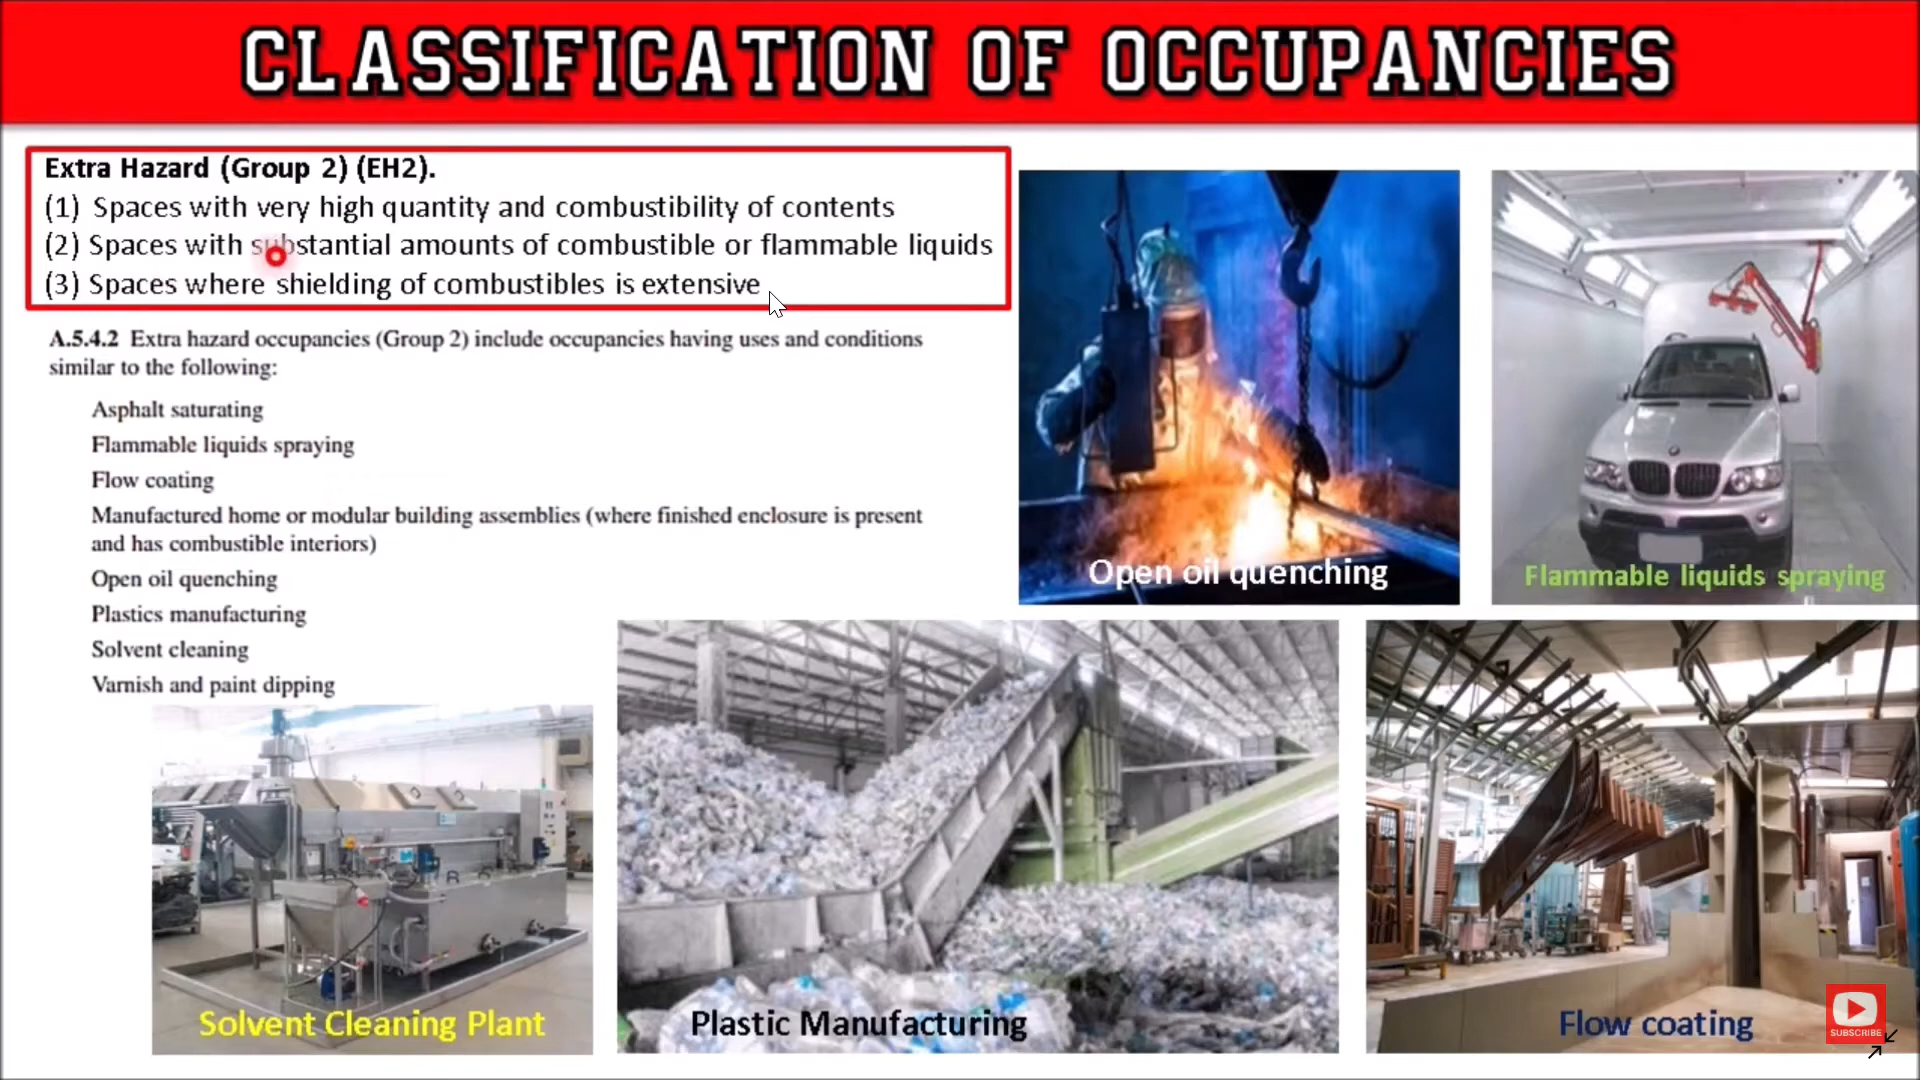 CLASSIFICATION OF OCCUPANCIES
Extra Hazard (Group 2) (EH2).
(1) Spaces with very high quantity and combustibility of contents
(2) Spaces with substantial amounts of combustible or flammable liquids
(3) Spaces where shielding of combustibles is extensive
A.5.4.2 Extra hazard occupancies (Group 2) include occupancies having uses and conditions
similar to the following:
Asphalt saturating
Flammable liquids spraying
Flow coating
Manufactured home or modular building assemblies (where finished enclosure is present
and has combustible interiors)
Open oil quenching
Plastics manufacturing
Solvent cleaning
Varnish and paint dipping
Open oil quenching
Flammable liquids spraying
Solvent Cleaning Plant
Plastic Manufacturing
Flow coating
SUBSCRIBE